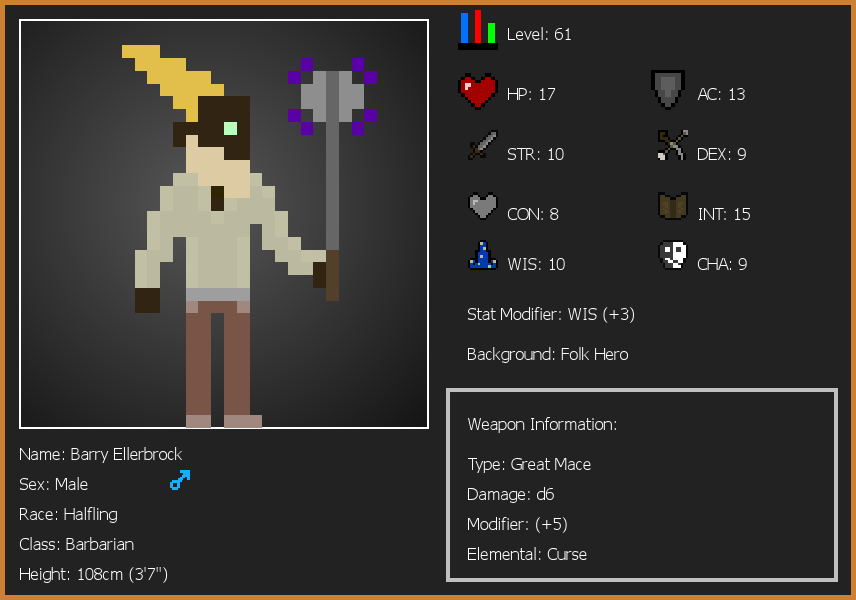 Level: 61
HP: 17
AC: 13
STR: 10
DEX: 9
CON: 8
INT: 15
WIS: 10
CHA: 9
Stat Modifier: WIS (+3)
Background: Folk Hero
Weapon Information:
Type: Great Mace
Damage: d6
Modifier: (+5)
Elemental: Curse
Name: Barry Ellerbrock
Sex: Male
Race: Halfling
Class: Barbarian
Height: 108cm (3'7")